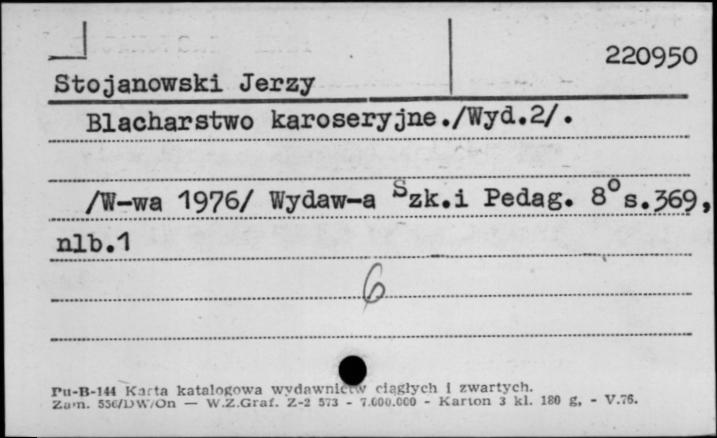 220950
Stojanowski Jerzy
Blacharstwo karoseryjne./Wyd.2/.
/W-wa 1976/ Wydaw-a Szk.i Pedag. 8° s.369,
nlb.1
6
Pu-B-144 Karta katalogowa wydawnictw ciągłych i zwartych.
Zam. 556/DW/On — W.Z.Graf. Z-2 573 - 7.000.000 - Karton 3 kl. 180 g, - V.76.